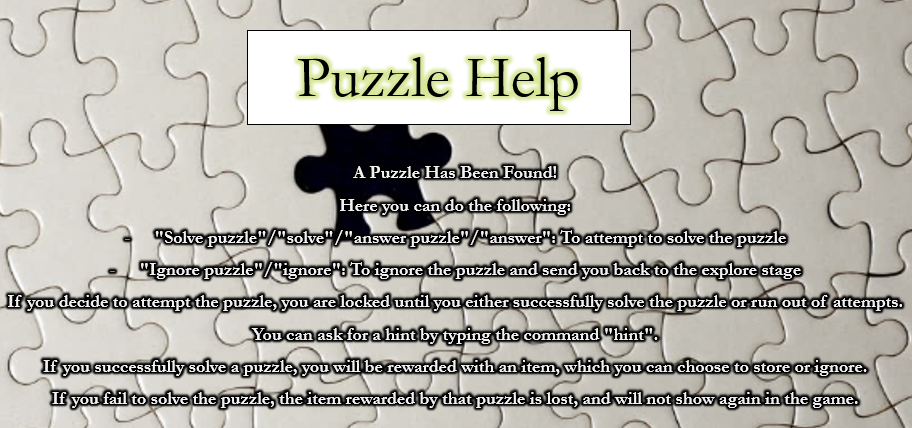 Puzzle Help
A Puzzle Has Been Found!
Here you can do the following:
- "Solve puzzle"/"solve"/"answer puzzle"/"answer": To attempt to solve the puzzle
- "Ignore puzzle"/"ignore": To ignore the puzzle and send you back to the explore stage
If you decide to attempt the puzzle, you are locked until you either successfully solve the puzzle or run out of attempts.
You can ask for a hint by typing the command "hint".
If you successfully solve a puzzle, you will be rewarded with an item, which you can choose to store or ignore.
If you fail to solve the puzzle, the item rewarded by that puzzle is lost, and will not show again in the game.